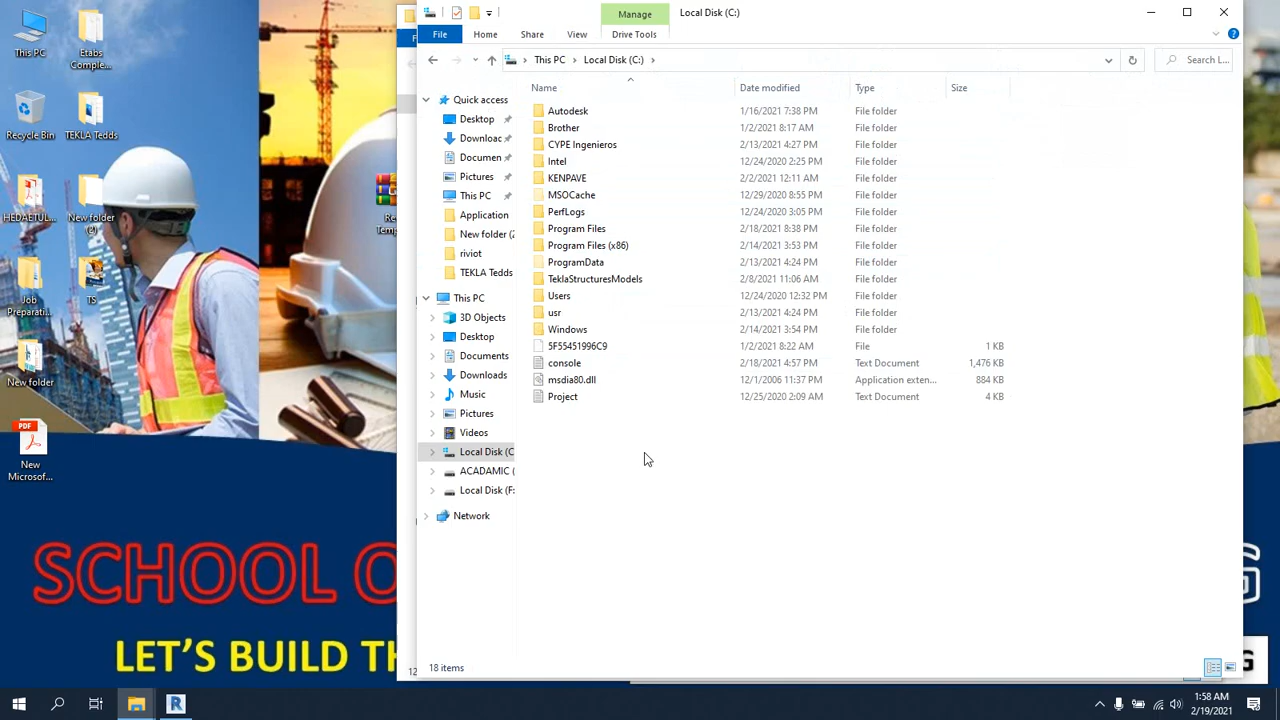 This PC
Etabs
Comple...
Recycle Bin
TEKLA Tedds
HEDAETUL...
New folder
(2)
Job
Preparati...
TS
New folder
PDF
New
Microsof...
SCHOOL O
LET'S BUILD TH
Re
Temp
F
12
Manage
Local Disk (C:)
File
Home
Share
View
Drive Tools
This PC
Local Disk (C:)
Search L...
Name
Date modified
Type
Size
Quick access
Desktop
Downloac
Documen
Pictures
This PC
Application
New folder (2
riviot
TEKLA Tedds
This PC
3D Objects
Desktop
Documents
Downloads
Music
Pictures
Videos
Local Disk (C
ACADAMIC (
Local Disk (F:
Network
Autodesk 1/16/2021 7:38 PM File folder
Brother 1/2/2021 8:17 AM File folder
CYPE Ingenieros 2/13/2021 4:27 PM File folder
Intel 12/24/2020 2:25 PM File folder
KENPAVE 2/2/2021 12:11 AM File folder
MSOCache 12/29/2020 8:55 PM File folder
PerfLogs 12/24/2020 3:05 PM File folder
Program Files 2/18/2021 8:38 PM File folder
Program Files (x86) 2/14/2021 3:53 PM File folder
ProgramData 2/13/2021 4:24 PM File folder
TeklaStructuresModels 2/8/2021 11:06 AM File folder
Users 12/24/2020 12:32 PM File folder
usr 2/13/2021 4:24 PM File folder
Windows 2/14/2021 3:54 PM File folder
5F55451996C9 1/2/2021 8:22 AM File 1 KB
console 2/18/2021 4:57 PM Text Document 1,476 KB
msdia80.dll 12/1/2006 11:37 PM Application exten... 884 KB
Project 12/25/2020 2:09 AM Text Document 4 KB
18 items
G
G
R
1:58 AM
2/19/2021